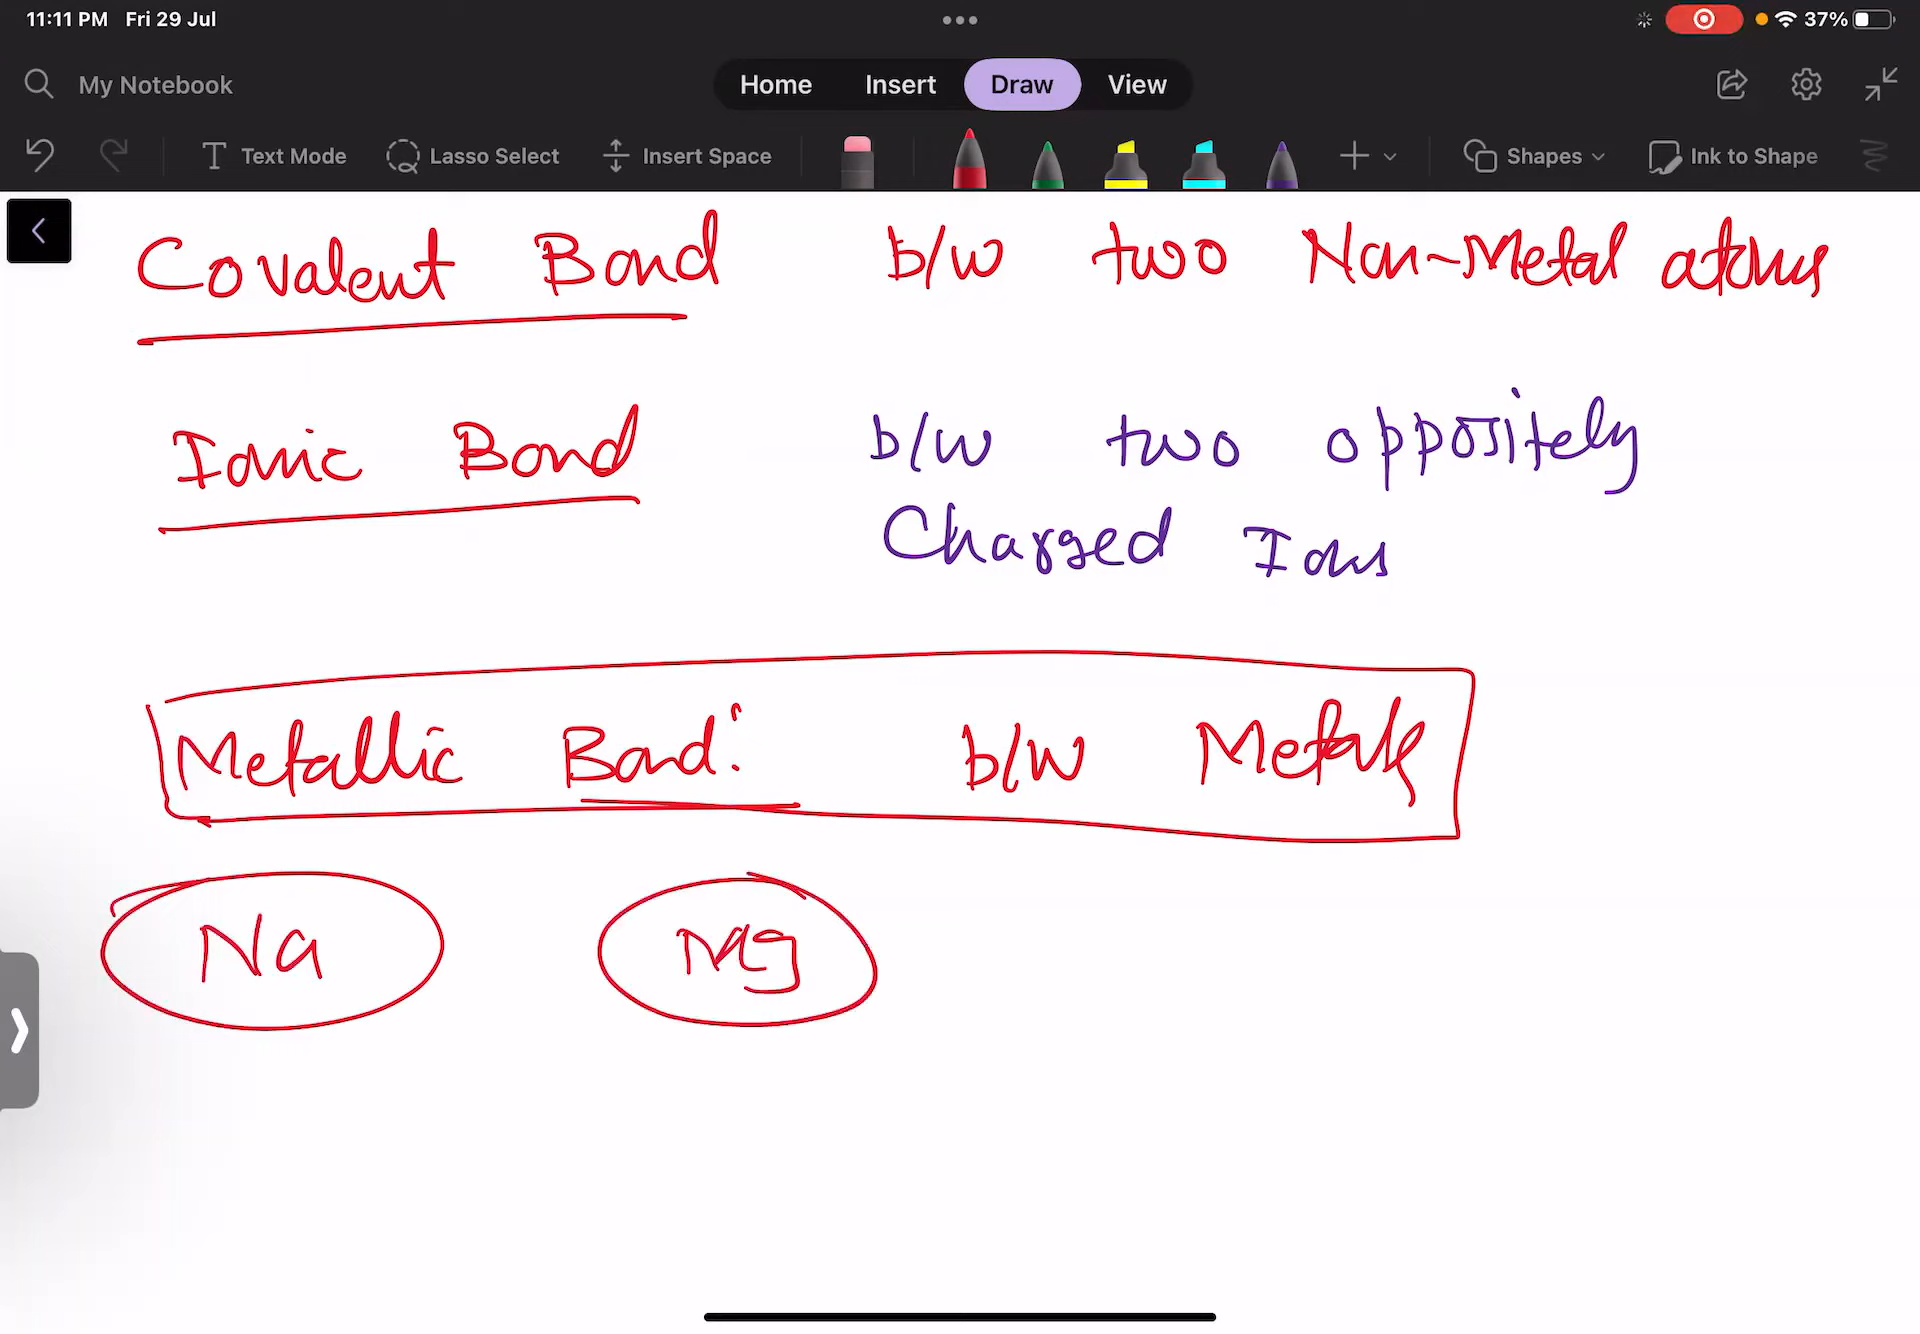 11:11 PM Fri 29 Jul 37%
My Notebook Home Insert Draw View
Text Mode Lasso Select Insert Space Shapes Ink to Shape
Covalent Bond b/w two Non-Metal atoms
Ionic Bond b/w two oppositely
Charged Ions
Metallic Bond: b/w Metals
Na Mg